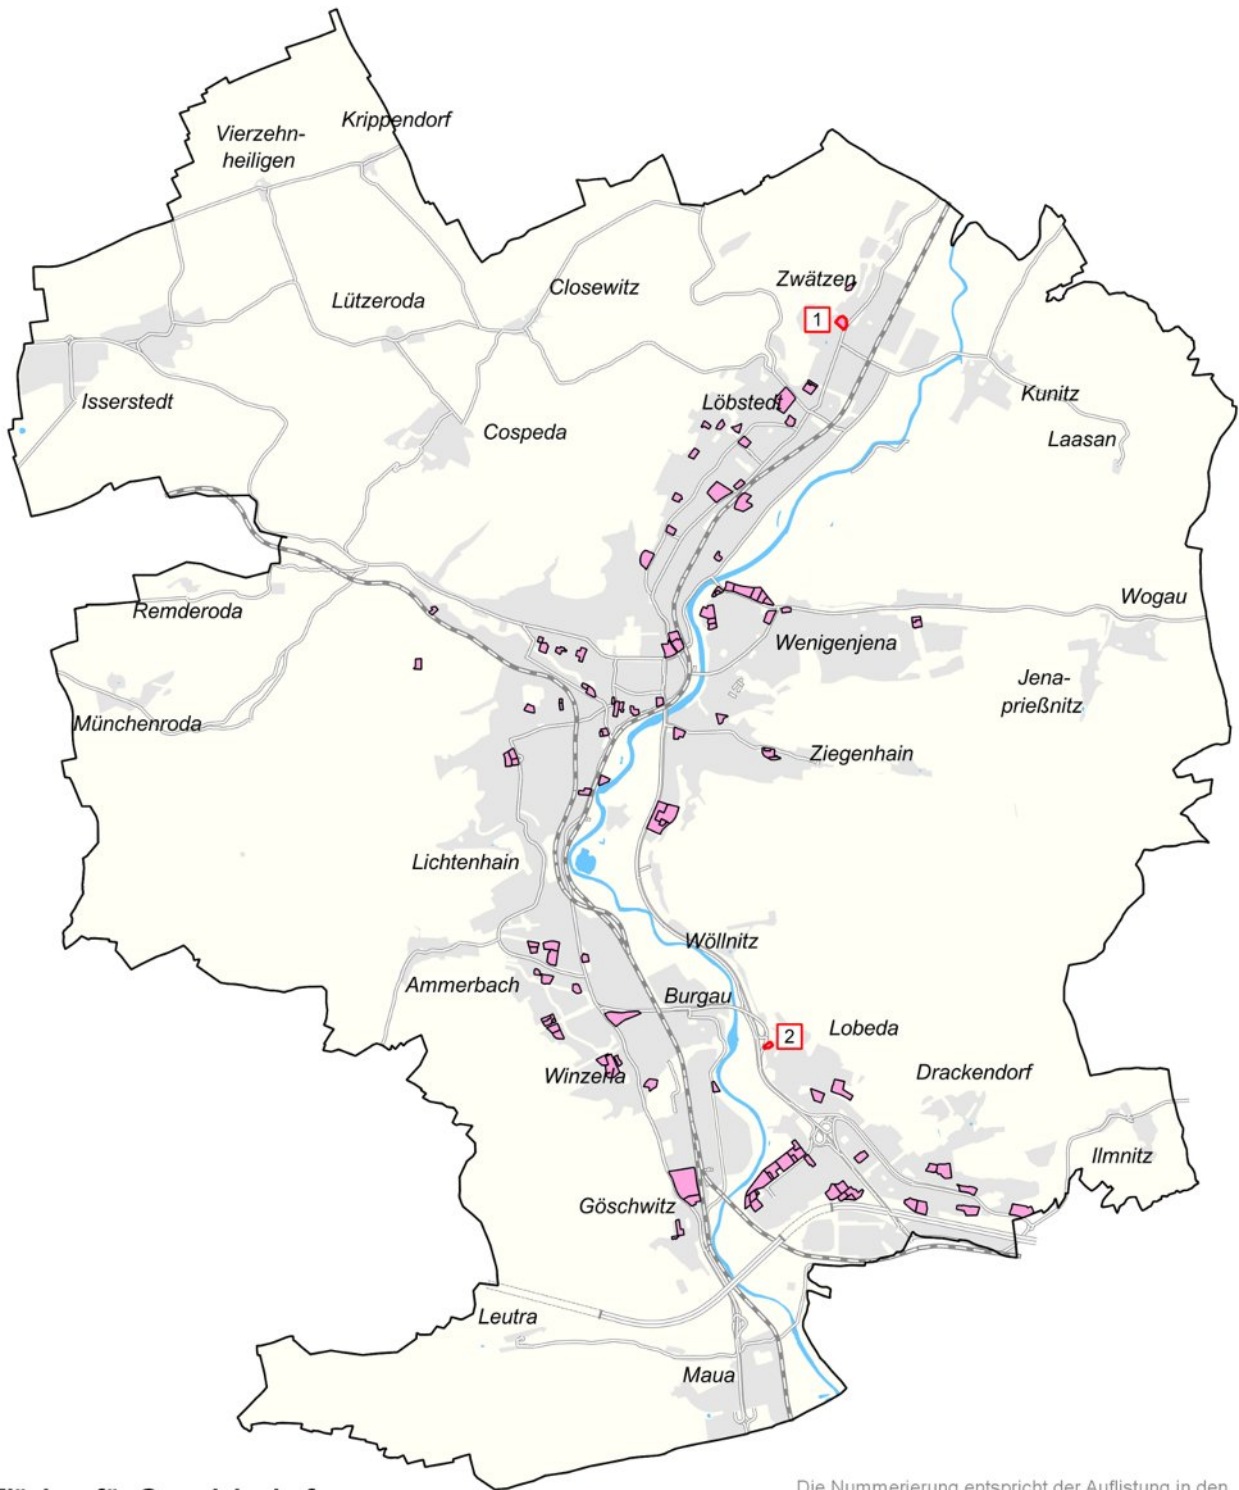 Krippendorf
Vierzehn-
heiligen
Zwätzen
Closewitz
Lützeroda
1
Isserstedt
Löbstedt
Kunitz
Cospeda
Laasan
Remderoda
Wogau
Wenigenjena
Jena-
prießnitz
Münchenroda
Ziegenhain
Lichtenhain
Wöllnitz
Ammerbach
Burgau
2
Lobeda
Winzerla
Drackendorf
Ilmnitz
Göschwitz
Leutra
Maua
Die Nummerierung entspricht der Auflistung in den